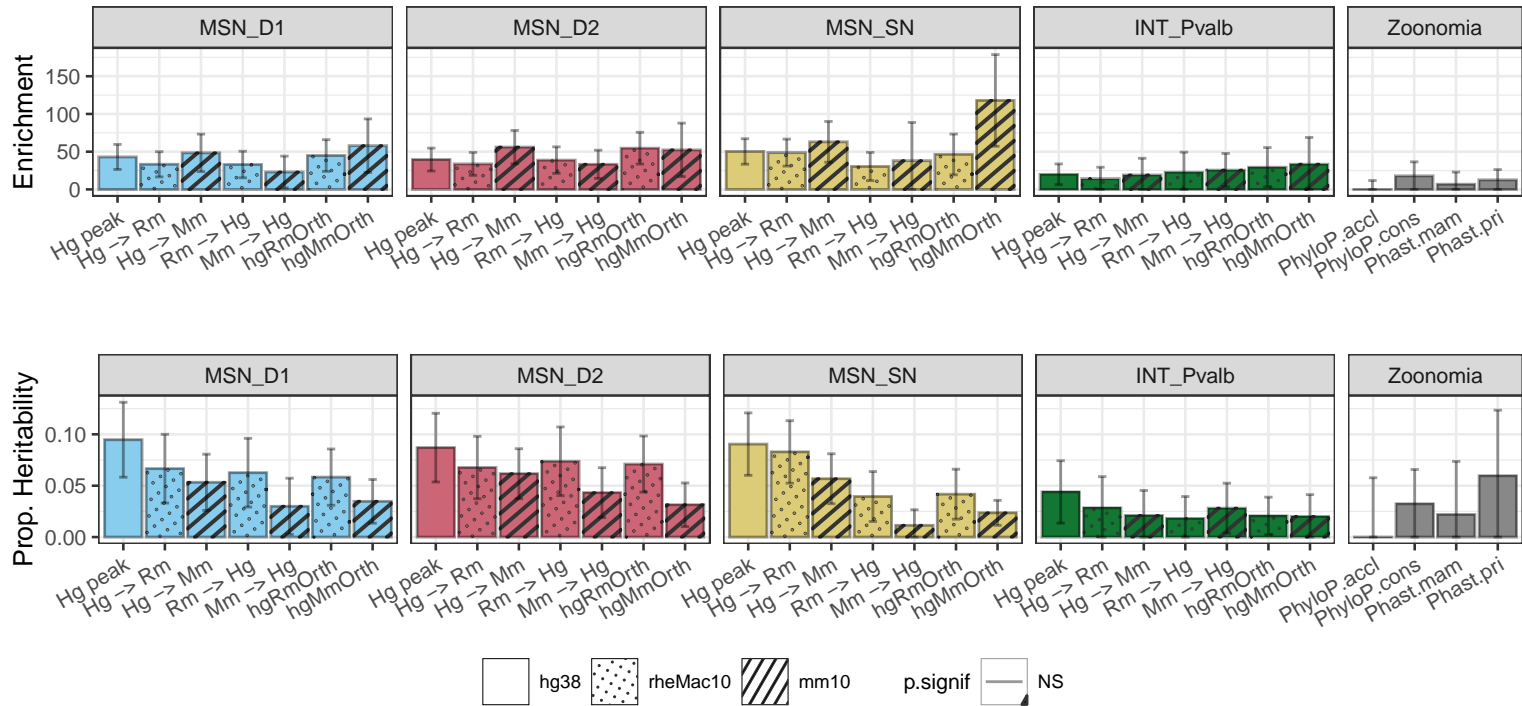 MSN_D1 MSN_D2 MSN_SN INT_Pvalb Zoonomia
Enrichment
150
100
50
0
Hg peak Hg -> Rm Hg -> Mm Rm -> Hg Mm -> Hg hgRmOrth hgMmOrth Hg peak Hg -> Rm Hg -> Mm Rm -> Hg Mm -> Hg hgRmOrth hgMmOrth Hg peak Hg -> Rm Hg -> Mm Rm -> Hg Mm -> Hg hgRmOrth hgMmOrth Hg peak Hg -> Rm Hg -> Mm Rm -> Hg Mm -> Hg hgRmOrth hgMmOrth PhyloP.accl PhyloP.cons Phast.mam Phast.pri
MSN_D1 MSN_D2 MSN_SN INT_Pvalb Zoonomia
Prop. Heritability
0.10
0.05
0.00
Hg peak Hg -> Rm Hg -> Mm Rm -> Hg Mm -> Hg hgRmOrth hgMmOrth Hg peak Hg -> Rm Hg -> Mm Rm -> Hg Mm -> Hg hgRmOrth hgMmOrth Hg peak Hg -> Rm Hg -> Mm Rm -> Hg Mm -> Hg hgRmOrth hgMmOrth Hg peak Hg -> Rm Hg -> Mm Rm -> Hg Mm -> Hg hgRmOrth hgMmOrth PhyloP.accl PhyloP.cons Phast.mam Phast.pri
hg38 rheMac10 mm10 p.signif NS